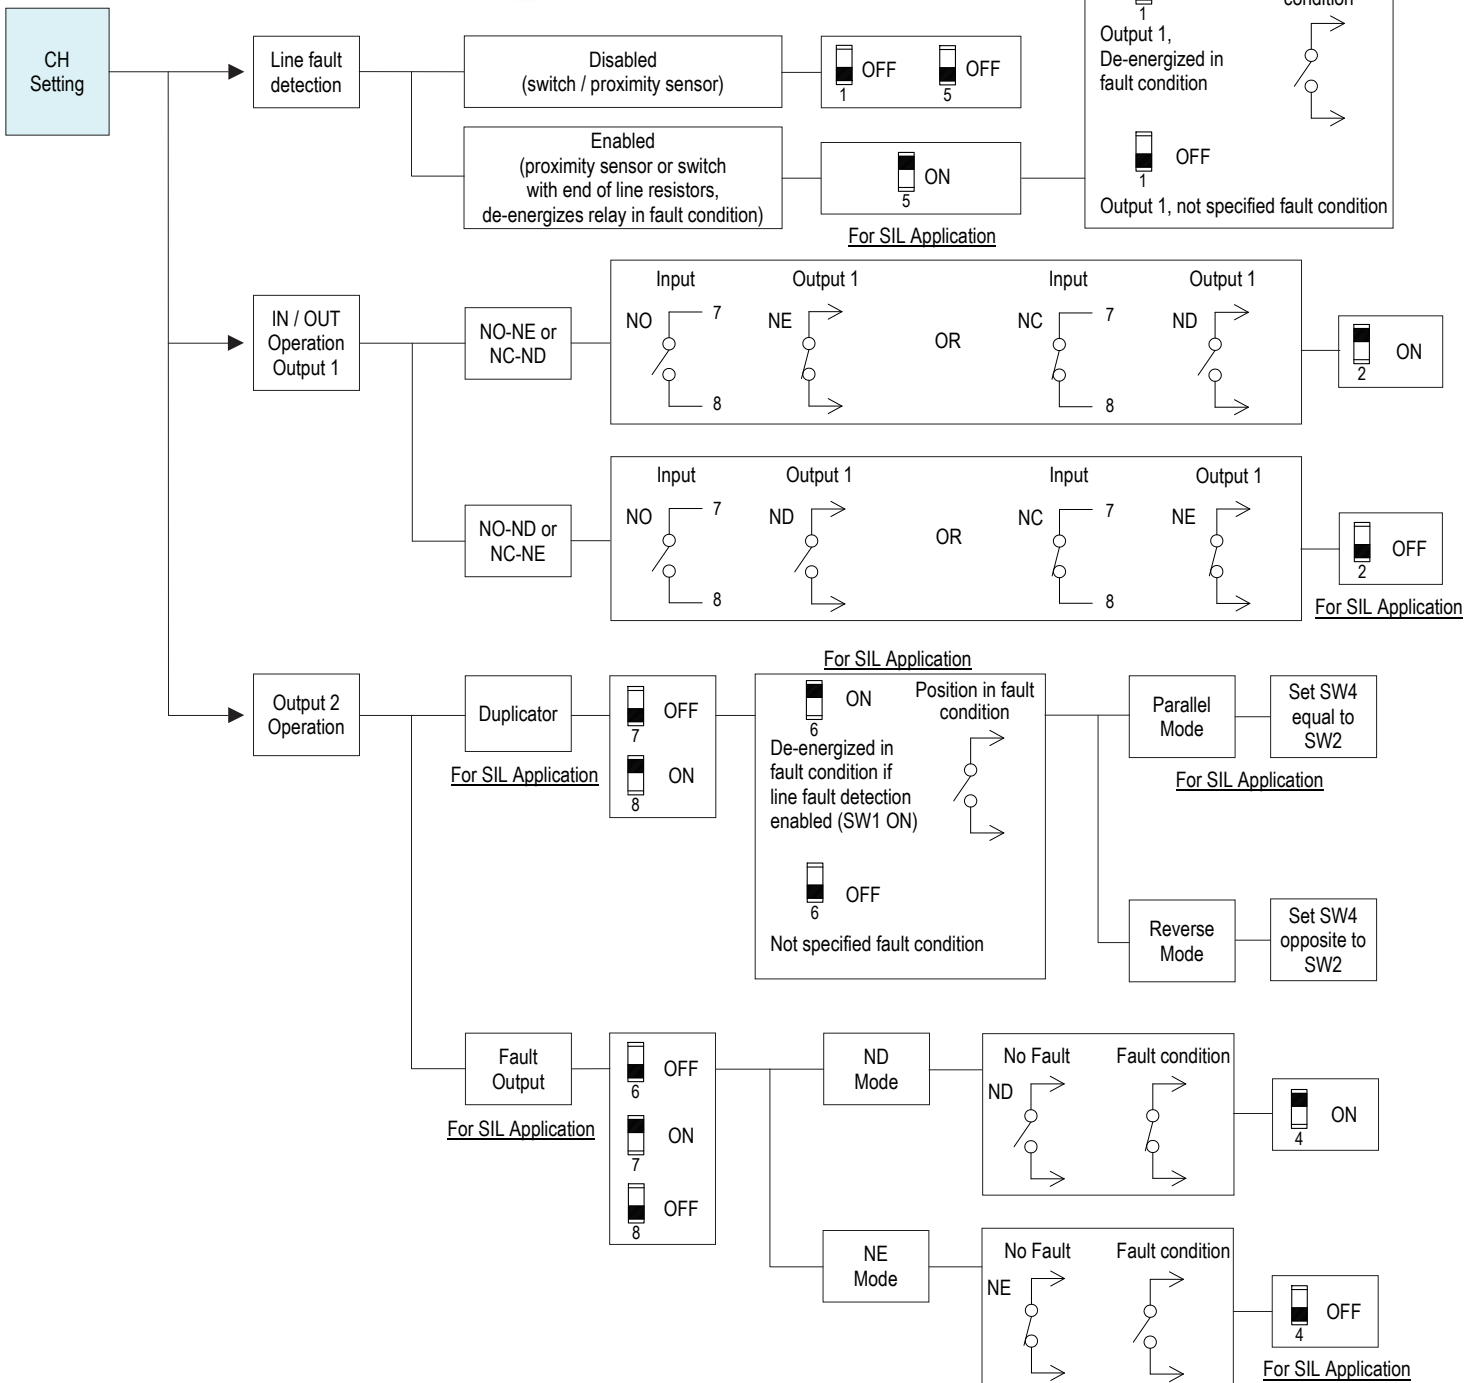 CH
Setting
Line fault
detection
Disabled
(switch / proximity sensor)
OFF
1
OFF
5
Enabled
(proximity sensor or switch
with end of line resistors,
de-energizes relay in fault condition)
ON
5
For SIL Application
condition
1
Output 1,
De-energized in
fault condition
OFF
1
Output 1, not specified fault condition
IN / OUT
Operation
Output 1
NO-NE or
NC-ND
Input
Output 1
NO
7
8
NE
OR
Input
Output 1
NC
7
8
ND
ON
2
NO-ND or
NC-NE
Input
Output 1
NO
7
8
ND
OR
Input
Output 1
NC
7
8
NE
OFF
2
For SIL Application
Output 2
Operation
Duplicator
For SIL Application
OFF
7
ON
8
For SIL Application
ON
6
Position in fault
condition
De-energized in
fault condition if
line fault detection
enabled (SW1 ON)
OFF
6
Not specified fault condition
Parallel
Mode
Set SW4
equal to
SW2
For SIL Application
Reverse
Mode
Set SW4
opposite to
SW2
Fault
Output
For SIL Application
OFF
6
ON
7
OFF
8
ND
Mode
No Fault
Fault condition
ND
ON
4
NE
Mode
No Fault
Fault condition
NE
OFF
4
For SIL Application